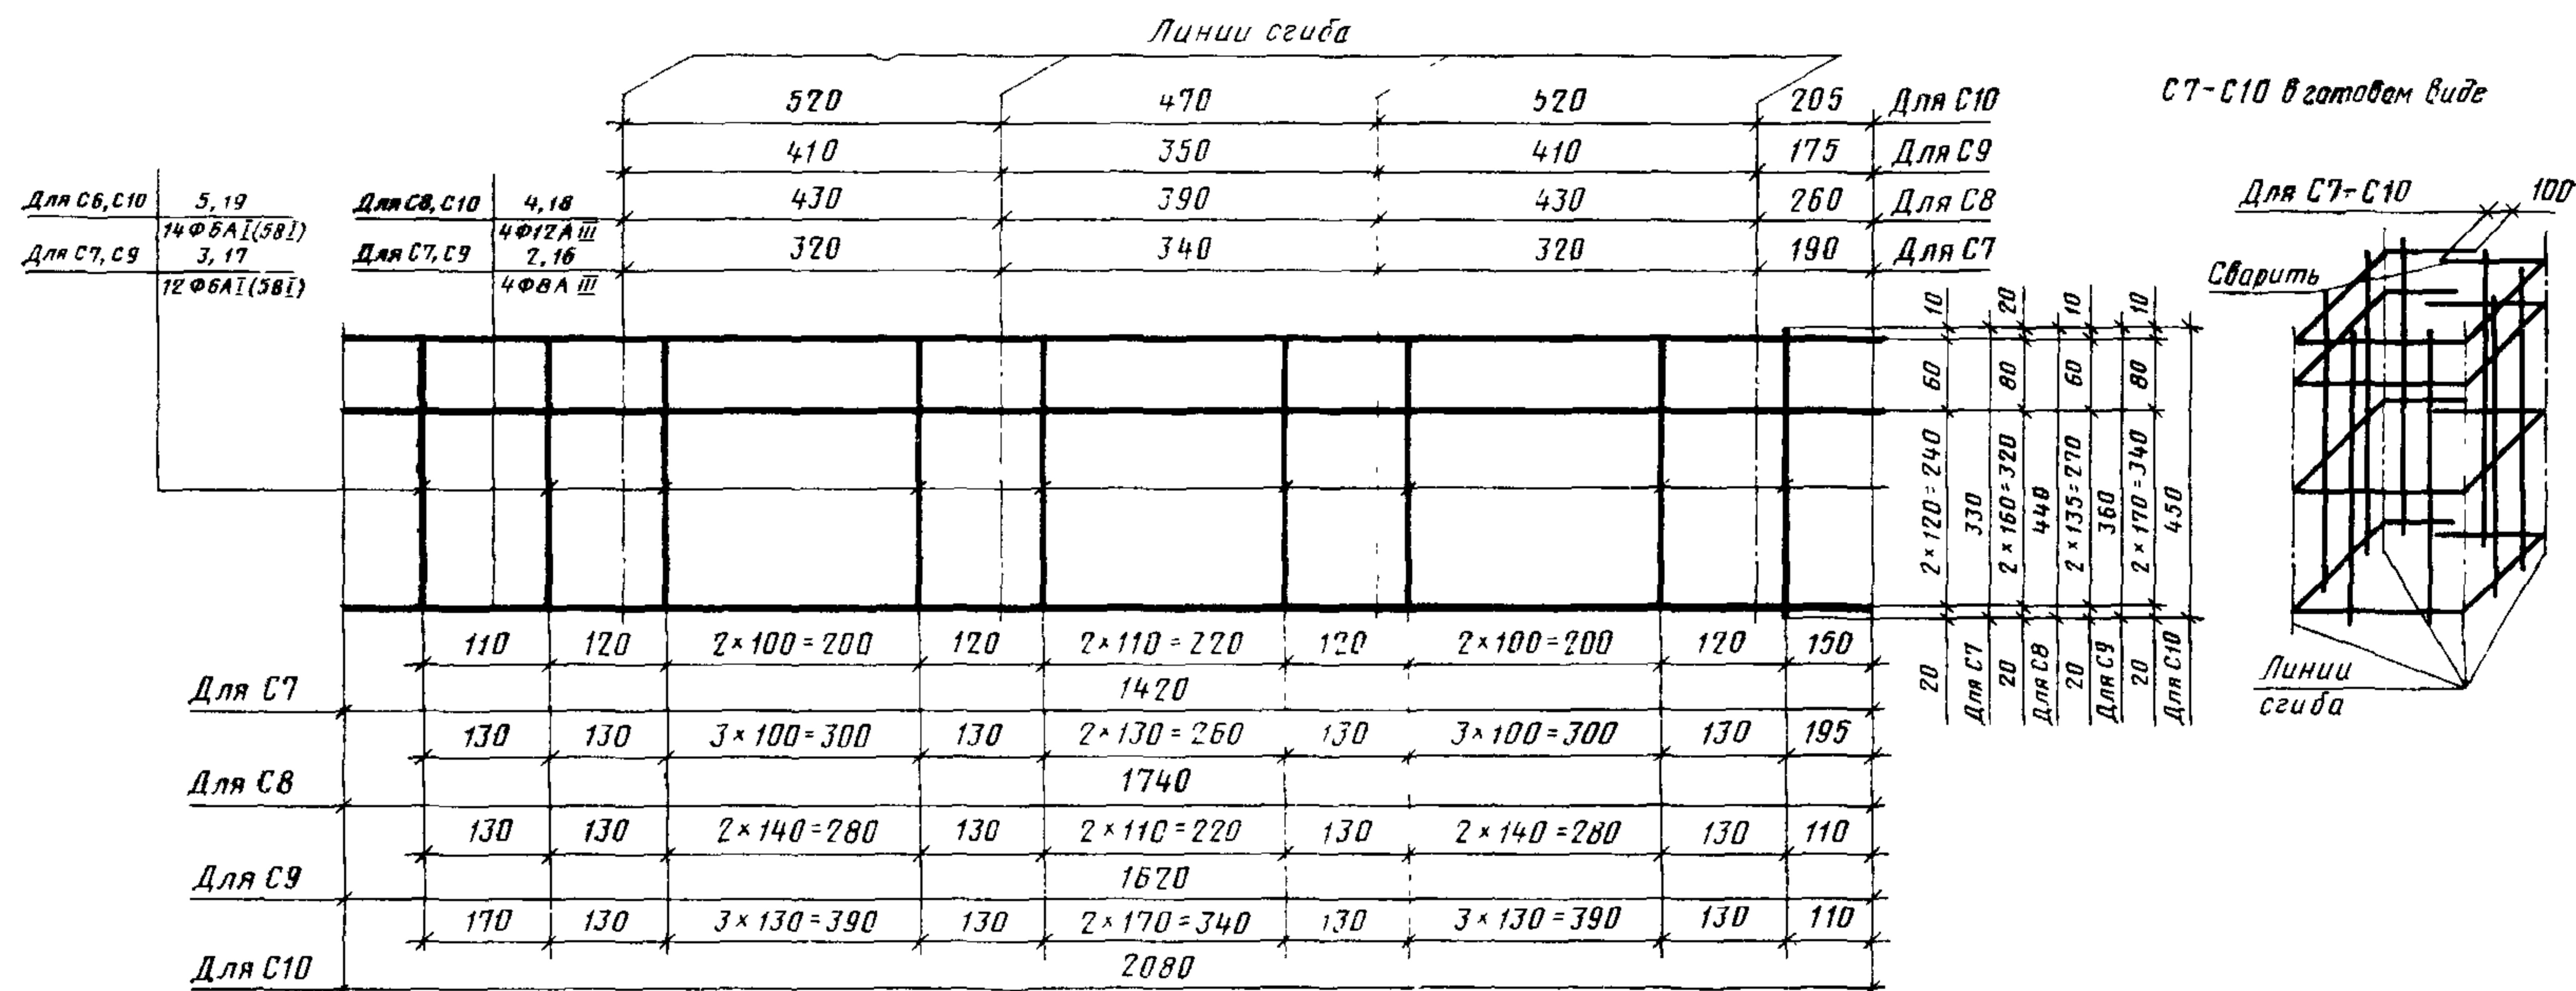 Линии сгиба
520 470 520 205 Для С10
С7-С10 в готовом виде
410 350 410 175 Для С9
Для С6, С10 5, 19
14Ф6АI(5ВI)
Для С8, С10 4, 18
4Ф12АIII
430 390 430 260 Для С8
Для С7-С10 100
Для С7, С9 3, 17
12Ф6АI(5ВI)
Для С7, С9 2, 16
4Ф8АIII
320 340 320 190 Для С7
Сварить
10 20 10 10
60 80 60 80
2×120=240 330 2×160=320 440 2×135=270 360 2×170=340 450
20 Для С7 20 Для С8 20 Для С9 20 Для С10
110 120 2×100=200 120 2×110=220 120 2×100=200 120 150
Для С7 1420
130 130 3×100=300 130 2×130=260 130 3×100=300 130 195
Для С8 1740
130 130 2×140=280 130 2×110=220 130 2×140=280 130 110
Для С9 1620
170 130 3×130=390 130 2×170=340 130 3×130=390 130 110
Для С10 2080
Линии
сгиба